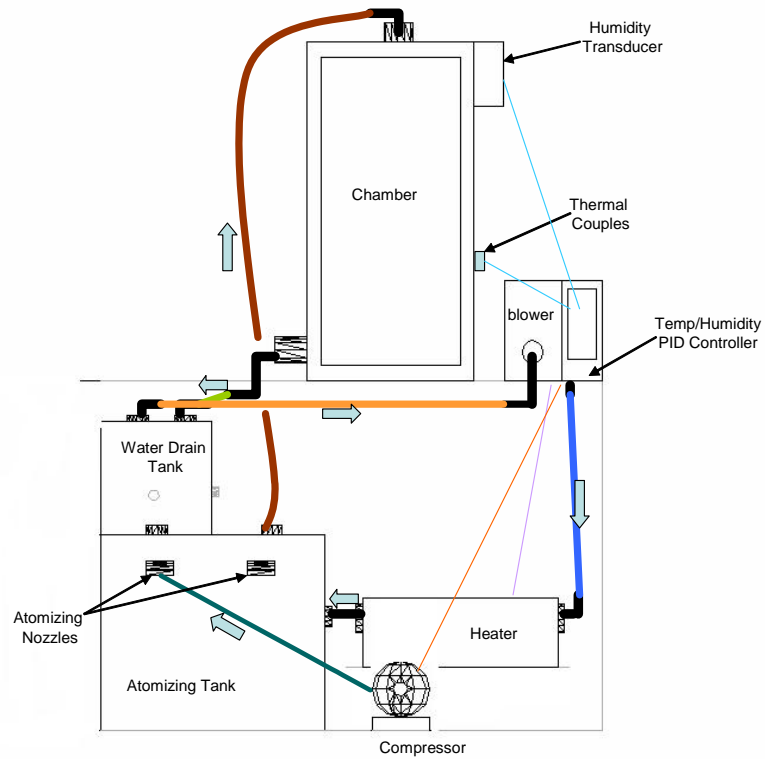 Humidity
Transducer
Chamber
Thermal
Couples
blower
Temp/Humidity
PID Controller
Water Drain
Tank
Atomizing
Nozzles
Heater
Atomizing Tank
Compressor